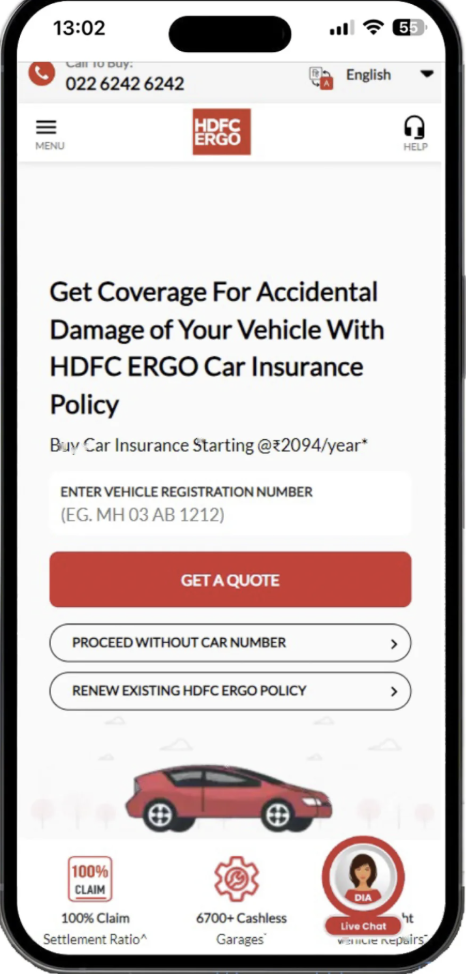 13:02
55
Call To Buy:
022 6242 6242
English
MENU
HDFC
ERGO
HELP
Get Coverage For Accidental
Damage of Your Vehicle With
HDFC ERGO Car Insurance
Policy
Buy Car Insurance Starting @₹2094/year*
ENTER VEHICLE REGISTRATION NUMBER
(EG. MH 03 AB 1212)
GET A QUOTE
PROCEED WITHOUT CAR NUMBER
RENEW EXISTING HDFC ERGO POLICY
100%
CLAIM
100% Claim
Settlement Ratio^
6700+ Cashless
Garages
DIA
Live Chat
ht
Vehicle Repairs